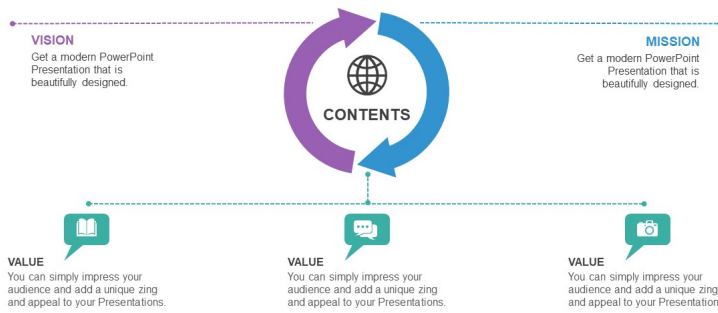 VISION
Get a modern PowerPoint
Presentation that is
beautifully designed.
MISSION
Get a modern PowerPoint
Presentation that is
beautifully designed.
CONTENTS
VALUE
You can simply impress your
audience and add a unique zing
and appeal to your Presentations.
VALUE
You can simply impress your
audience and add a unique zing
and appeal to your Presentations.
VALUE
You can simply impress your
audience and add a unique zing
and appeal to your Presentation